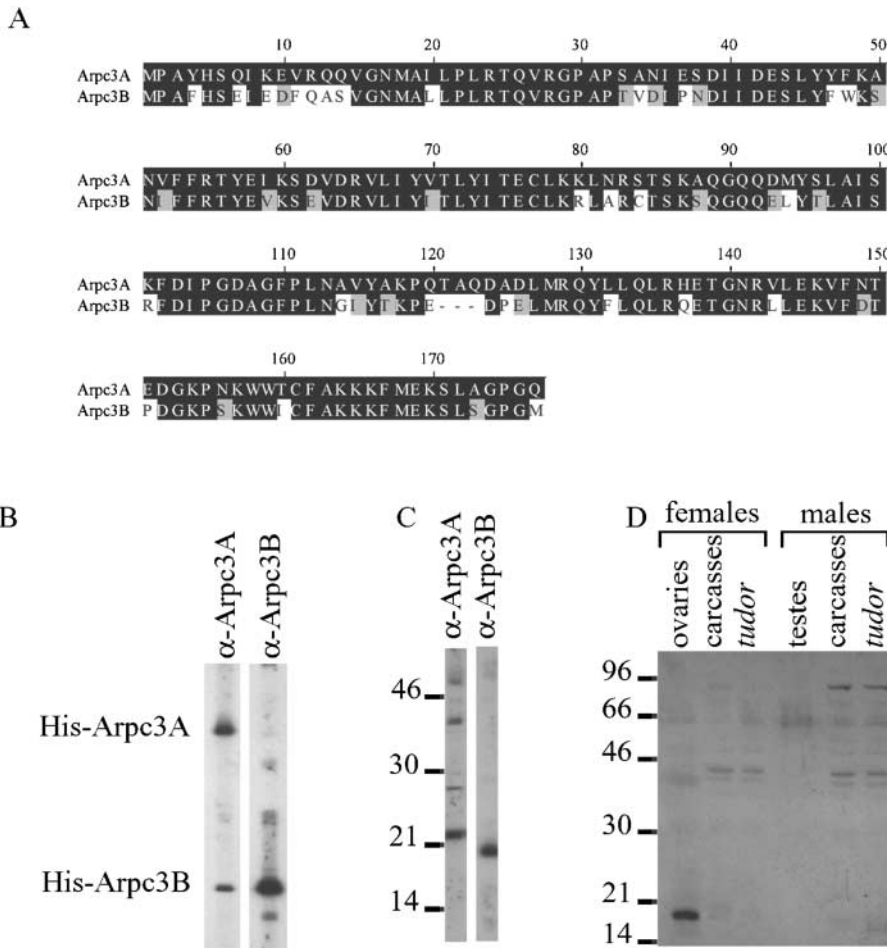 A
10 20 30 40 50
Arpc3A MPAYHSQIKEVRQQVGNMAILPLRTQVRGPAPSANIESDIIDESLYYFKA
Arpc3B MPAFHSEIEDFQASVGNMALLPLRTQVRGPAPTVDIPNDIIDESLYFWKS
60 70 80 90 100
Arpc3A NVFFRTYEIKSDVDRVLIYVTLYITECLKKLNRSTSKAQGQQDMYSLAIS
Arpc3B NIFFRTYEVKSEVDRVLIYITLYITECLKRLARCTSKSQGQQELYTLAIS
110 120 130 140 150
Arpc3A KFDIPGDAGFPLNAVYAKPQTAQDADLMRQYLLQLRHETGNRVLEKVFNT
Arpc3B RFDIPGDAGFPLNGIYTKPE---DPELMRQYFLQLRQETGNRLLEKVFDT
160 170
Arpc3A EDGKPNKWWTCFAKKKFMEKSLAGPGQ
Arpc3B PDGKPSKWWICFAKKKFMEKSLSGPGM
B
α-Arpc3A
α-Arpc3B
His-Arpc3A
His-Arpc3B
C
α-Arpc3A
α-Arpc3B
46
30
21
14
D
females males
ovaries
carcasses
tudor
testes
carcasses
tudor
96
66
46
30
21
14